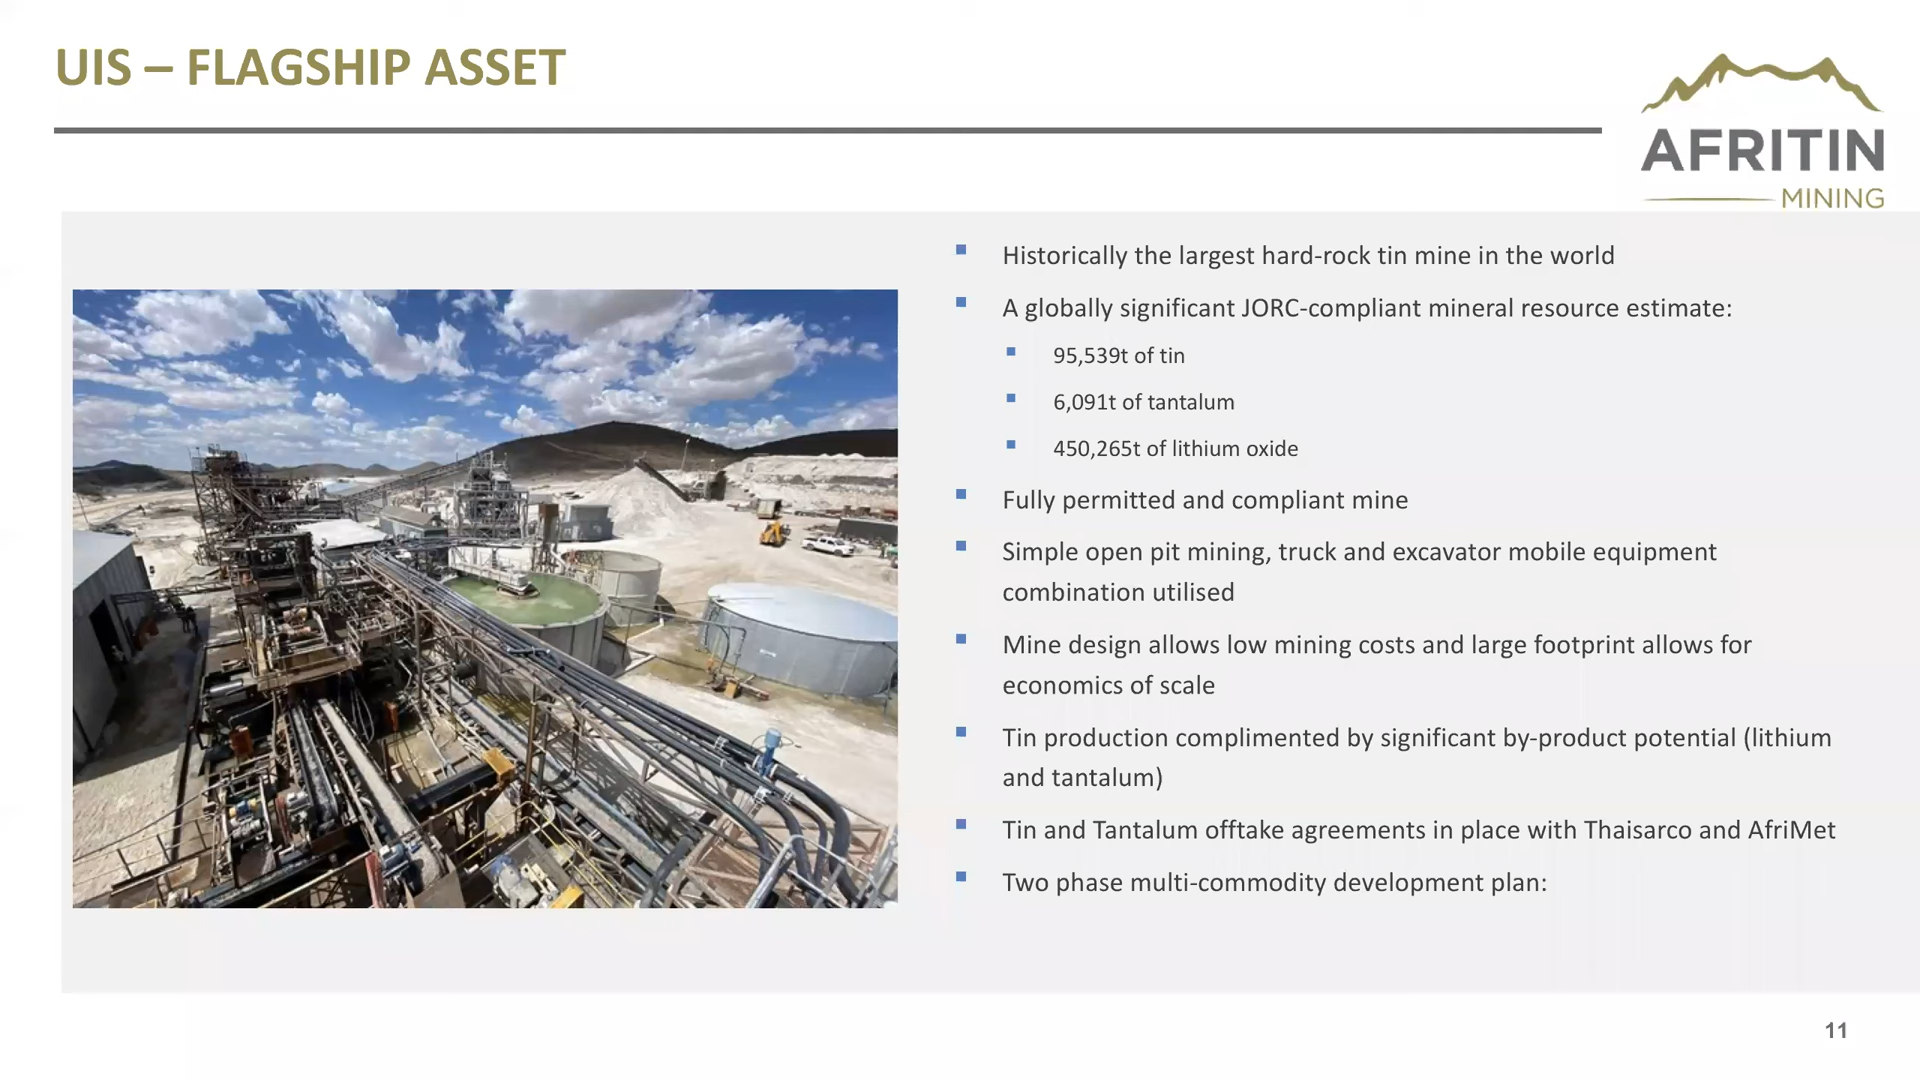 UIS – FLAGSHIP ASSET
AFRITIN
MINING
Historically the largest hard-rock tin mine in the world
A globally significant JORC-compliant mineral resource estimate:
95,539t of tin
6,091t of tantalum
450,265t of lithium oxide
Fully permitted and compliant mine
Simple open pit mining, truck and excavator mobile equipment
combination utilised
Mine design allows low mining costs and large footprint allows for
economics of scale
Tin production complimented by significant by-product potential (lithium
and tantalum)
Tin and Tantalum offtake agreements in place with Thaisarco and AfriMet
Two phase multi-commodity development plan:
11